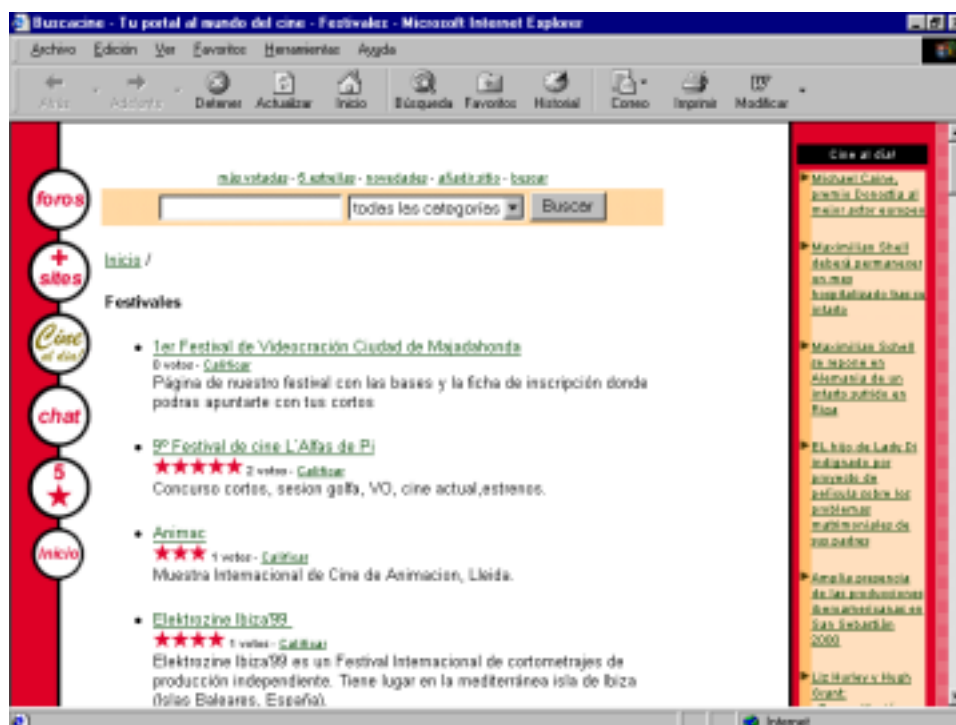 Buscacine - Tu portal al mundo del cine - Festivales - Microsoft Internet Explorer
Archivo Edición Ver Favoritos Herramientas Ayuda
Atrás Adelante Detener Actualizar Inicio Búsqueda Favoritos Historial Correo Imprimir Modificar
más votadas - 5 estrellas - novedades - añadir sitio - buscar
todas las categorías Buscar
Inicio /
Festivales
1er Festival de Videocración Ciudad de Majadahonda
0 votos - Calificar
Página de nuestro festival con las bases y la ficha de inscripción donde
podras apuntarte con tus cortos
9º Festival de cine L'Alfas de Pi
2 votos - Calificar
Concurso cortos, sesion golfa, VO, cine actual,estrenos.
Animac
1 votos - Calificar
Muestra Internacional de Cine de Animacion, Lleida.
Elektrozine Ibiza'99
1 votos - Calificar
Elektrozine Ibiza'99 es un Festival Internacional de cortometrajes de
producción independiente. Tiene lugar en la mediterránea isla de Ibiza
(Islas Baleares, España).
foros
+
sites
Cine
al día!
chat
5
Inicio
Cine al día!
Michael Caine,
premio Donostia al
mejor actor europeo
Maximilian Shell
deberá permanecer
un mes
hospitalizado tras su
infarto
Maximilian Schell
se repone en
Alemania de un
infarto sufrido en
Riga
EL hijo de Lady Di
indignado por
proyecto de
película sobre los
problemas
matrimoniales de
sus padres
Amplia presencia
de las producciones
iberoamericanas en
San Sebastián
2000
Liz Hurley y Hugh
Grant:
Internet